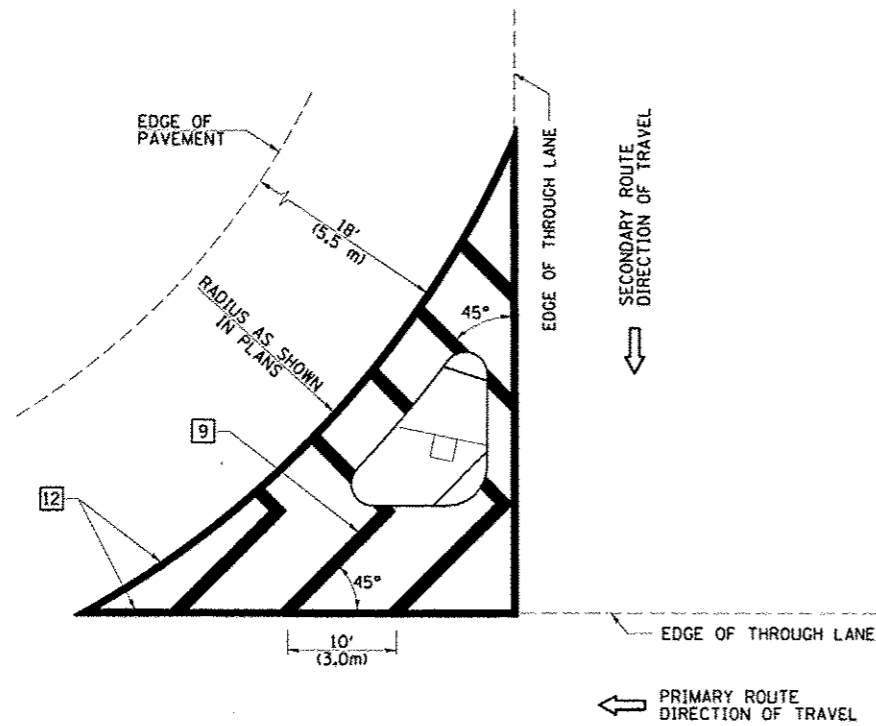 EDGE OF
PAVEMENT
18'
(5.5 m)
RADIUS AS SHOWN
IN PLANS
EDGE OF THROUGH LANE
SECONDARY ROUTE
DIRECTION OF TRAVEL
45°
9
12
45°
10'
(3.0m)
EDGE OF THROUGH LANE
PRIMARY ROUTE
DIRECTION OF TRAVEL